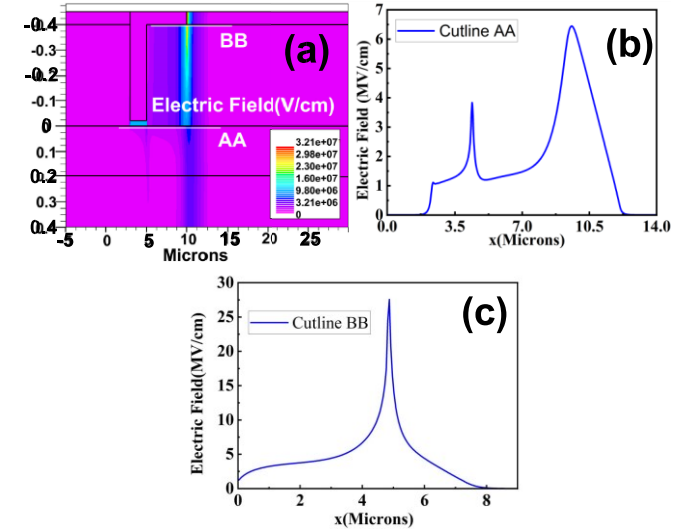 -0.4
-0.3
-0.2
-0.1
0
0.1
0.2
0.3
0.4
-5 0 5 10 15 20 25
Microns
BB
(a)
Electric Field(V/cm)
AA
3.21e+07
2.98e+07
2.30e+07
1.60e+07
9.80e+06
3.21e+06
0
7
6
5
4
3
2
1
0
0.0 3.5 7.0 10.5 14.0
x(Microns)
Electric Field (MV/cm)
Cutline AA
(b)
30
25
20
15
10
5
0
0 2 4 6 8
x(Microns)
Electric Field(MV/cm)
Cutline BB
(c)